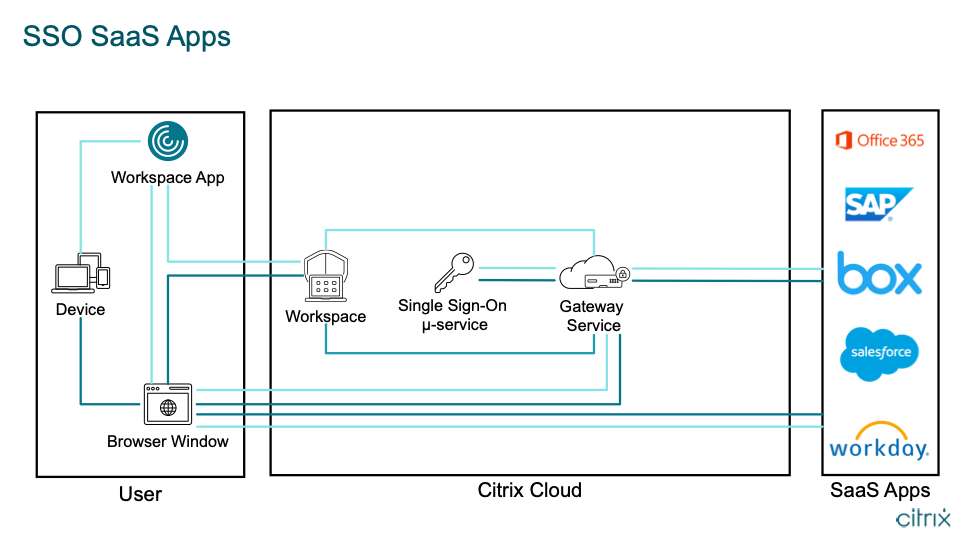 SSO SaaS Apps
Workspace App
Device
Browser Window
User
Workspace
Single Sign-On
μ-service
Gateway
Service
Citrix Cloud
Office 365
SAP
box
salesforce
workday.
SaaS Apps
citrix